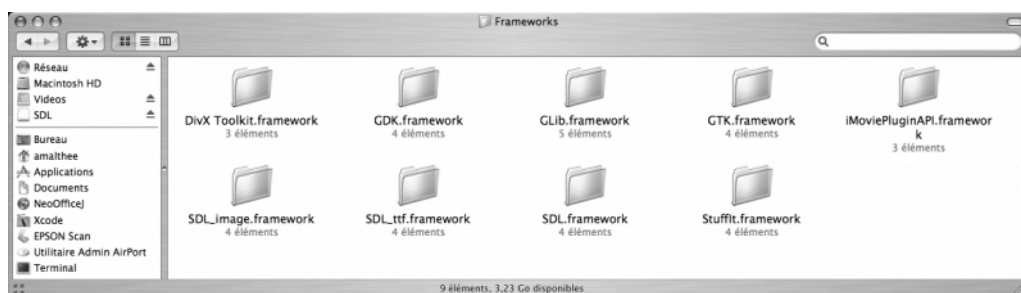 Frameworks
Réseau
Macintosh HD
Videos
SDL
Bureau
amalthee
Applications
Documents
NeoOfficeJ
Xcode
EPSON Scan
Utilitaire Admin AirPort
Terminal
DivX Toolkit.framework
3 éléments
GDK.framework
4 éléments
GLib.framework
5 éléments
GTK.framework
4 éléments
iMoviePluginAPI.framewor
k
3 éléments
SDL_image.framework
4 éléments
SDL_ttf.framework
4 éléments
SDL.framework
4 éléments
StuffIt.framework
4 éléments
9 éléments, 3,23 Go disponibles